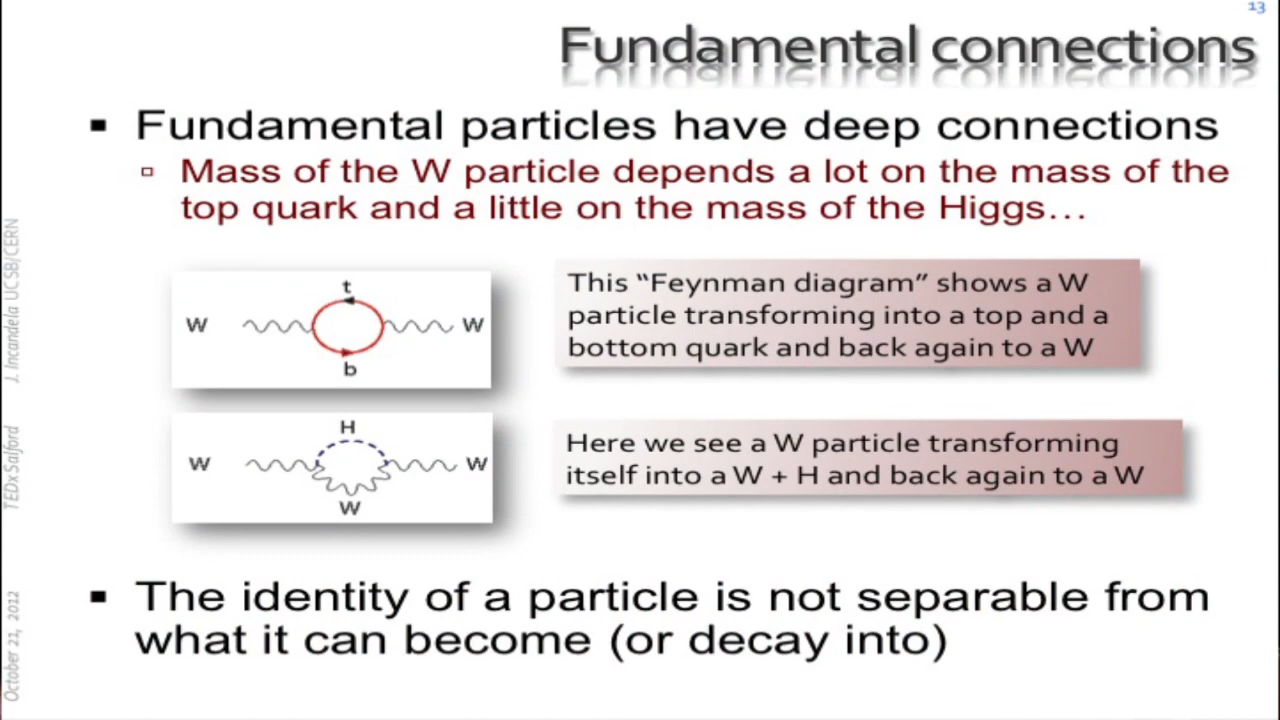 13
Fundamental connections
▪ Fundamental particles have deep connections
▫ Mass of the W particle depends a lot on the mass of the
top quark and a little on the mass of the Higgs…
t
W W
b
This “Feynman diagram” shows a W
particle transforming into a top and a
bottom quark and back again to a W
H
W W
W
Here we see a W particle transforming
itself into a W + H and back again to a W
▪ The identity of a particle is not separable from
what it can become (or decay into)
October 21, 2012 TEDx Salford J. Incandela UCSB/CERN